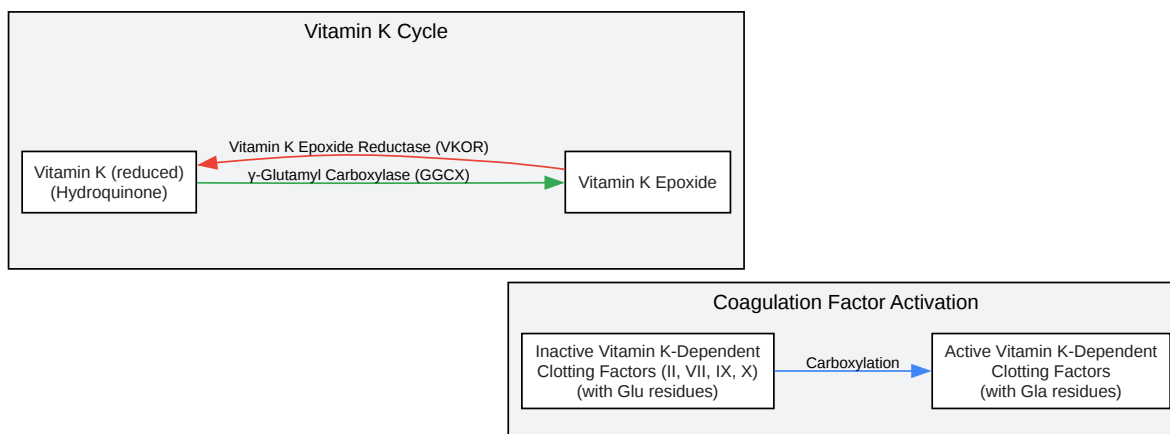 Vitamin K Cycle
Vitamin K Epoxide Reductase (VKOR)
Vitamin K (reduced)
(Hydroquinone)
γ-Glutamyl Carboxylase (GGCX)
Vitamin K Epoxide
Coagulation Factor Activation
Inactive Vitamin K-Dependent
Clotting Factors (II, VII, IX, X)
(with Glu residues)
Carboxylation
Active Vitamin K-Dependent
Clotting Factors
(with Gla residues)